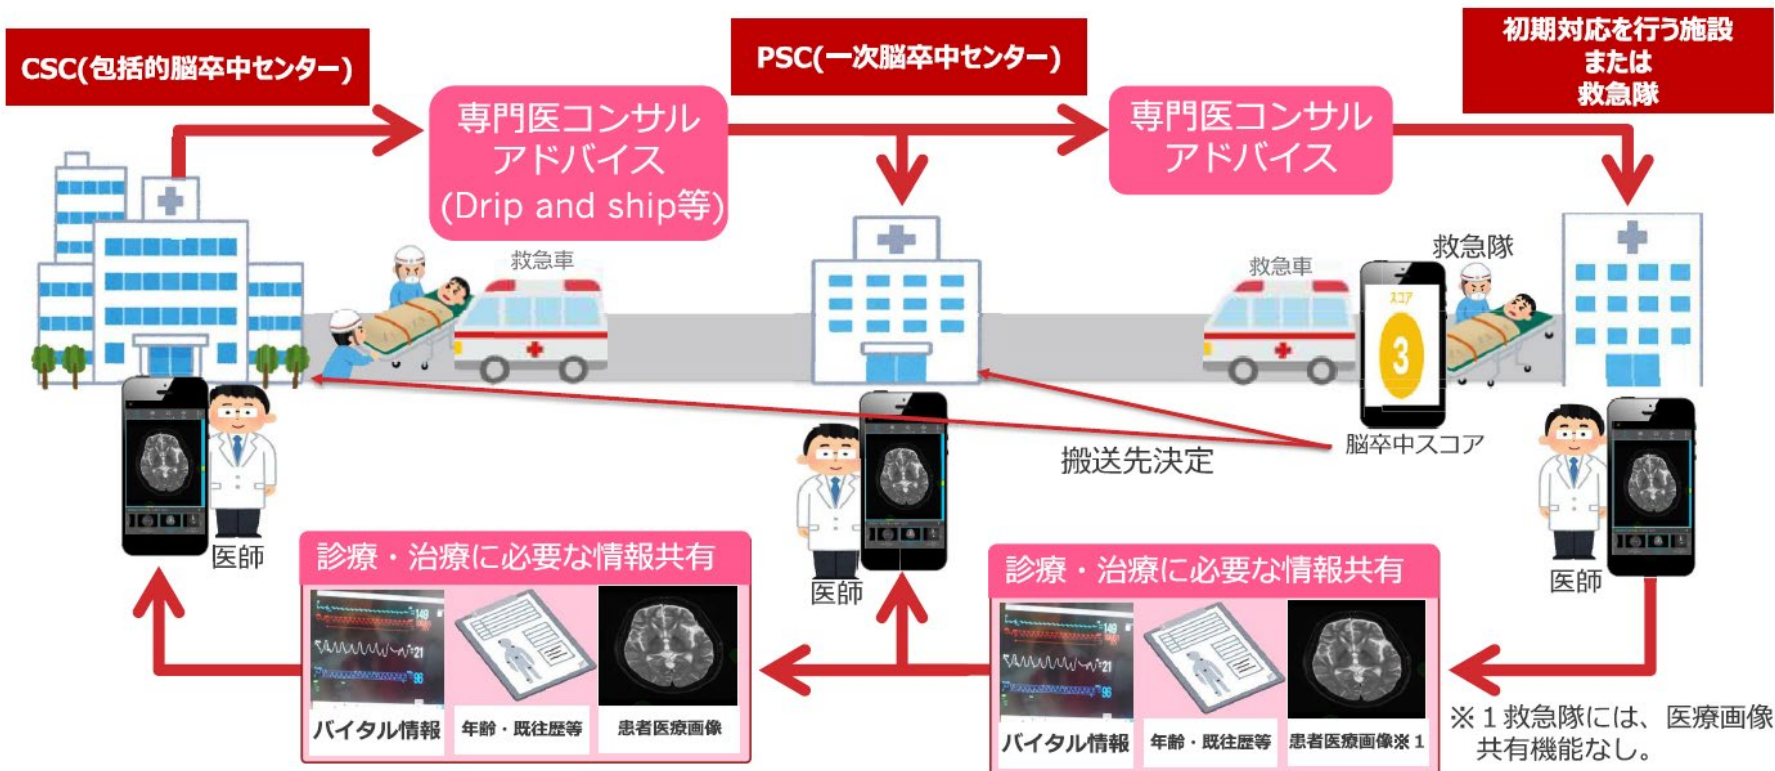 CSC(包括的脳卒中センター)
PSC(一次脳卒中センター)
初期対応を行う施設
または
救急隊
専門医コンサル
アドバイス
(Drip and ship等)
専門医コンサル
アドバイス
救急車
救急車
救急隊
スコア
3
脳卒中スコア
搬送先決定
医師
医師
医師
診療・治療に必要な情報共有
149
21
96
バイタル情報
年齢・既往歴等
患者医療画像
診療・治療に必要な情報共有
149
21
96
バイタル情報
年齢・既往歴等
患者医療画像※1
※1救急隊には、医療画像
共有機能なし。